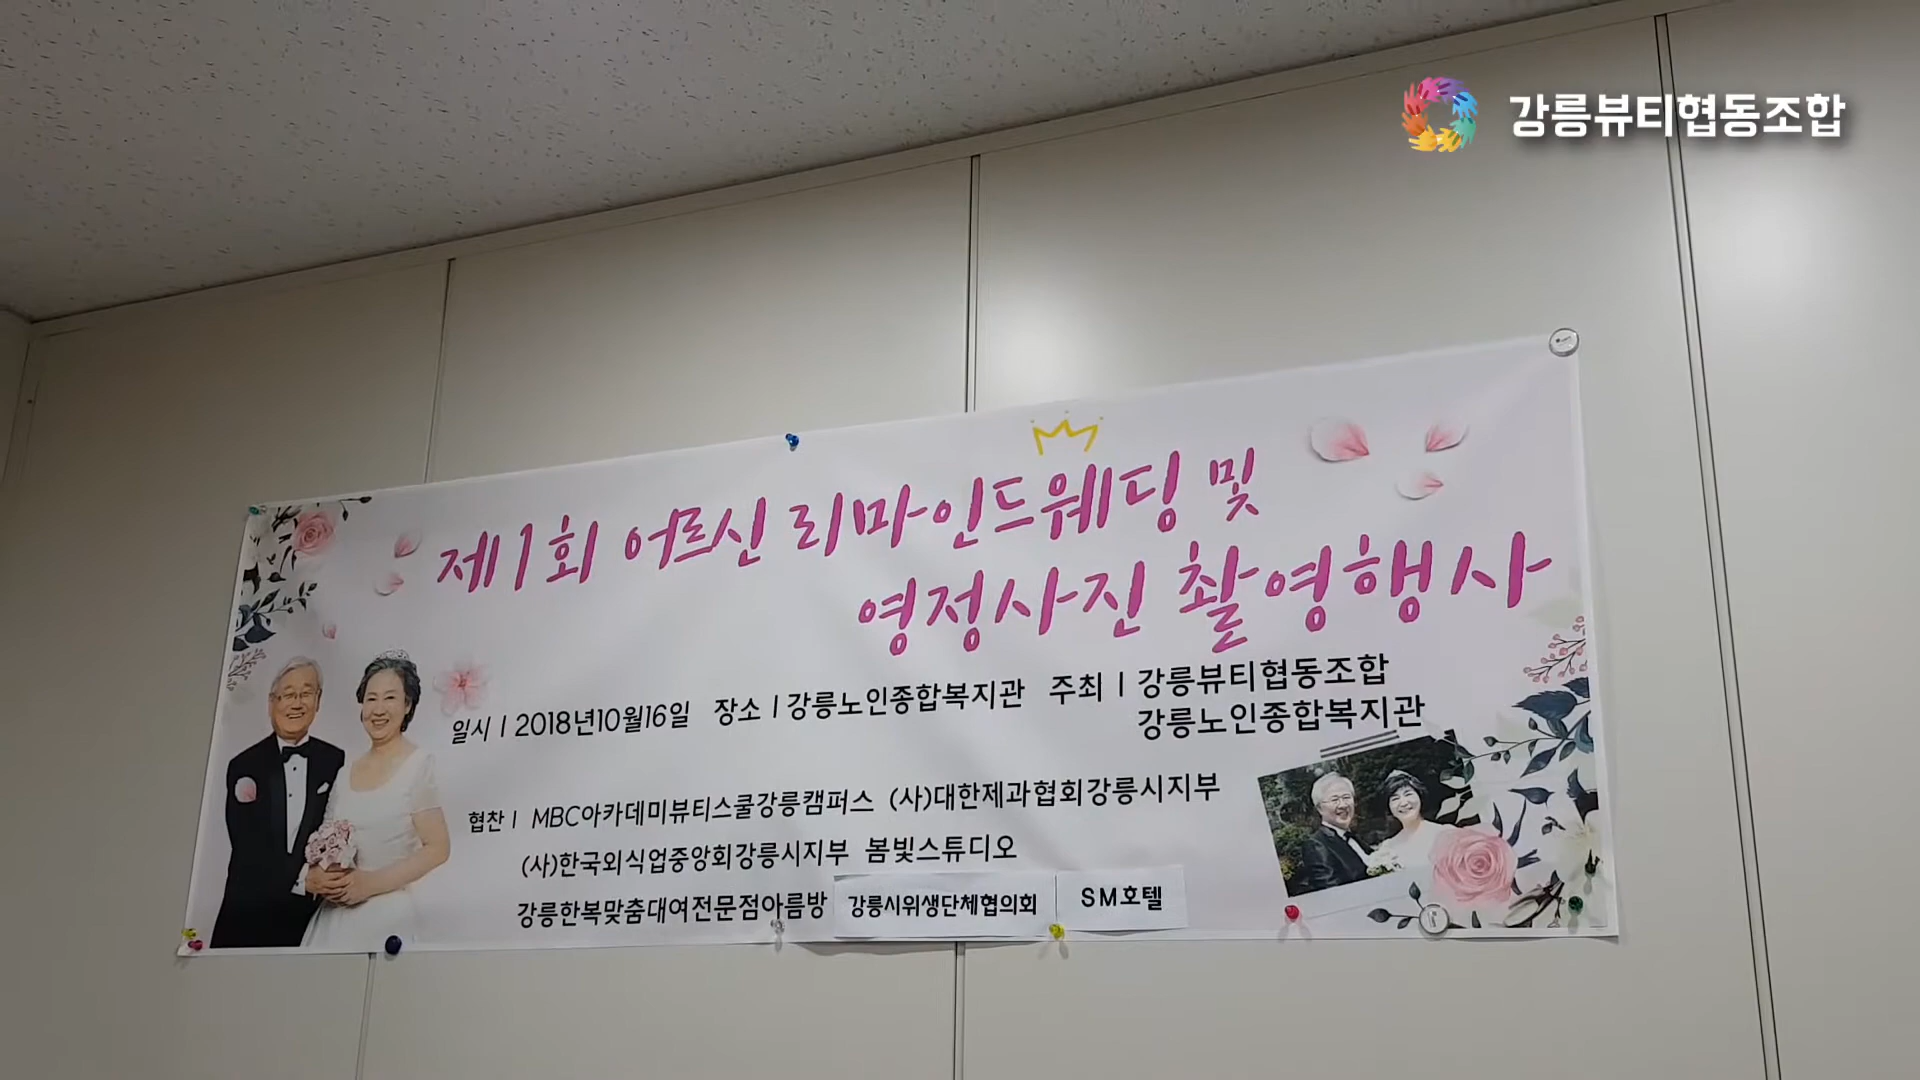 강릉뷰티협동조합
제1회 어르신 리마인드웨딩 및
영정사진 촬영행사
일시 | 2018년10월16일 장소 | 강릉노인종합복지관 주최 | 강릉뷰티협동조합
강릉노인종합복지관
협찬 | MBC아카데미뷰티스쿨강릉캠퍼스 (사)대한제과협회강릉시지부
(사)한국외식업중앙회강릉시지부 봄빛스튜디오
강릉한복맞춤대여전문점아름방 강릉시위생단체협의회 SM호텔